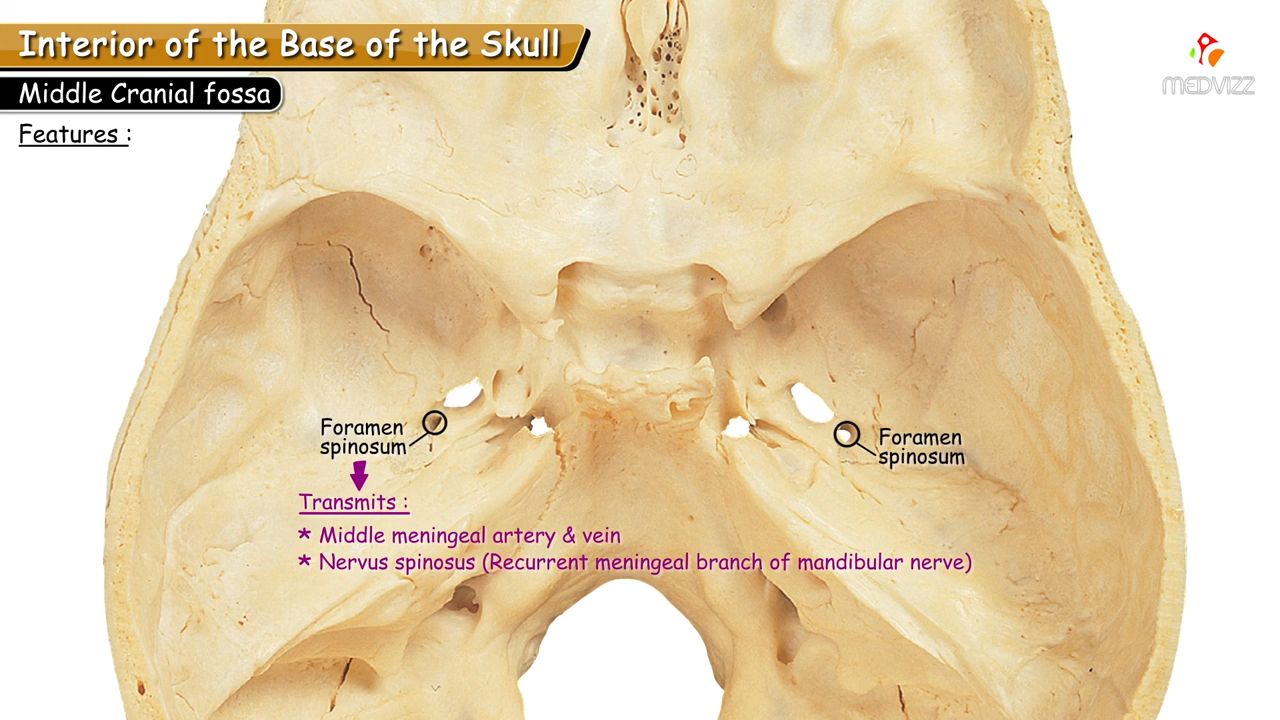 Interior of the Base of the Skull
MEDVIZZ
Middle Cranial fossa
Features :
Foramen
spinosum
Foramen
spinosum
Transmits :
* Middle meningeal artery & vein
* Nervus spinosus (Recurrent meningeal branch of mandibular nerve)